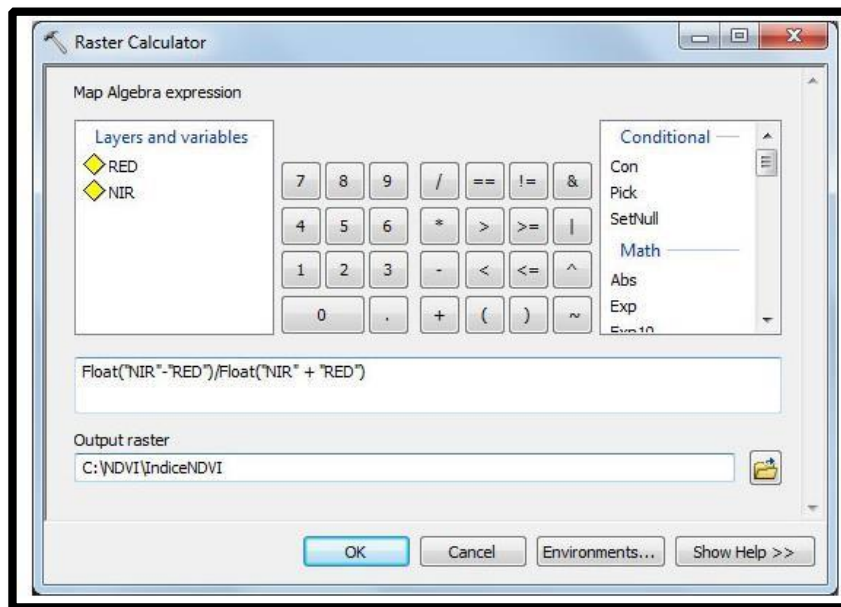 Raster Calculator
Map Algebra expression
Layers and variables
RED
NIR
7 8 9 / == != &
4 5 6 * > >= |
1 2 3 - < <= ^
0 . + ( ) ~
Conditional
Con
Pick
SetNull
Math
Abs
Exp
Exp10
Float("NIR"-"RED")/Float("NIR" + "RED")
Output raster
C:\NDVI\IndiceNDVI
OK Cancel Environments... Show Help >>